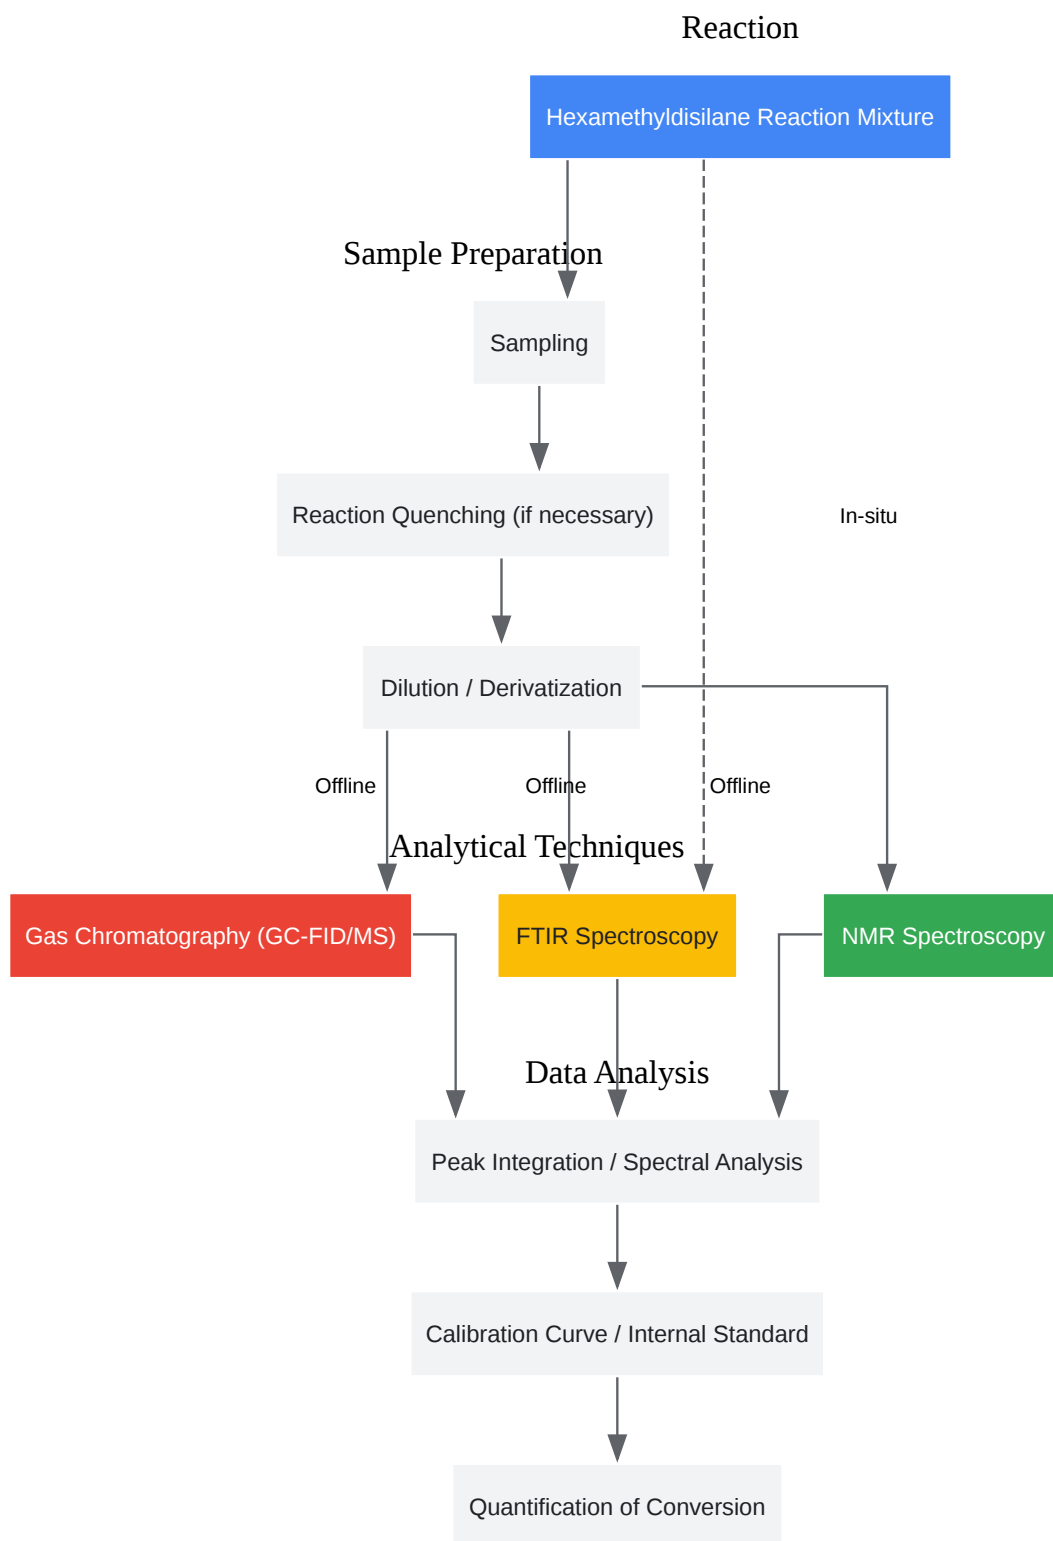 Reaction
Hexamethyldisilane Reaction Mixture
Sample Preparation
Sampling
Reaction Quenching (if necessary)
In-situ
Dilution / Derivatization
Offline
Offline
Offline
Analytical Techniques
Gas Chromatography (GC-FID/MS)
FTIR Spectroscopy
NMR Spectroscopy
Data Analysis
Peak Integration / Spectral Analysis
Calibration Curve / Internal Standard
Quantification of Conversion